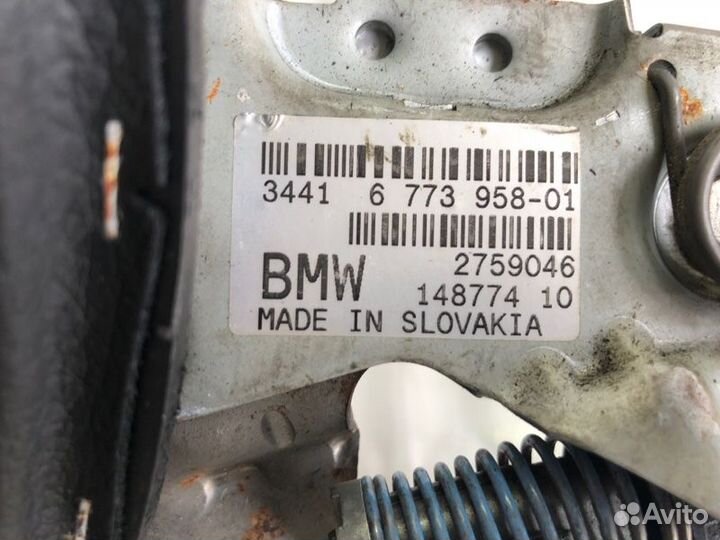 3441 6 773 958-01
2759046
BMW 148774 10
MADE IN SLOVAKIA
Avito